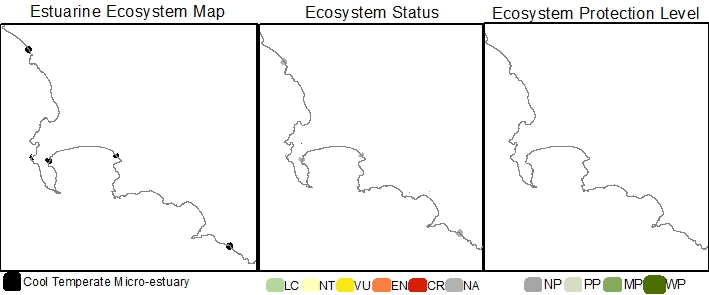 Estuarine Ecosystem Map
Ecosystem Status
Ecosystem Protection Level
Cool Temperate Micro-estuary
LC NT VU EN CR NA
NP PP MP WP